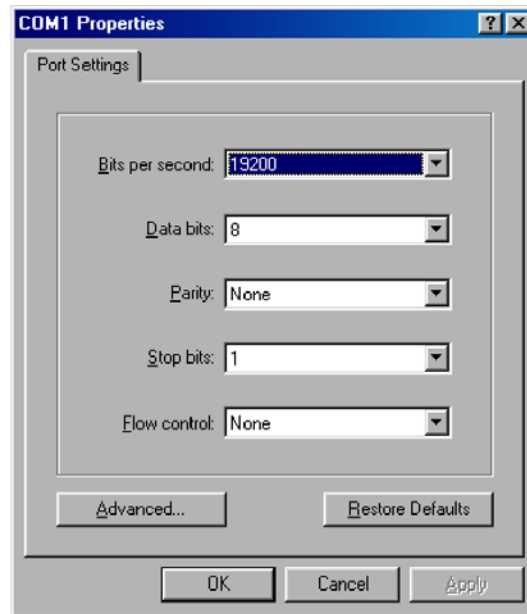 COM1 Properties
Port Settings
Bits per second: 19200
Data bits: 8
Parity: None
Stop bits: 1
Flow control: None
Advanced... Restore Defaults
OK Cancel Apply